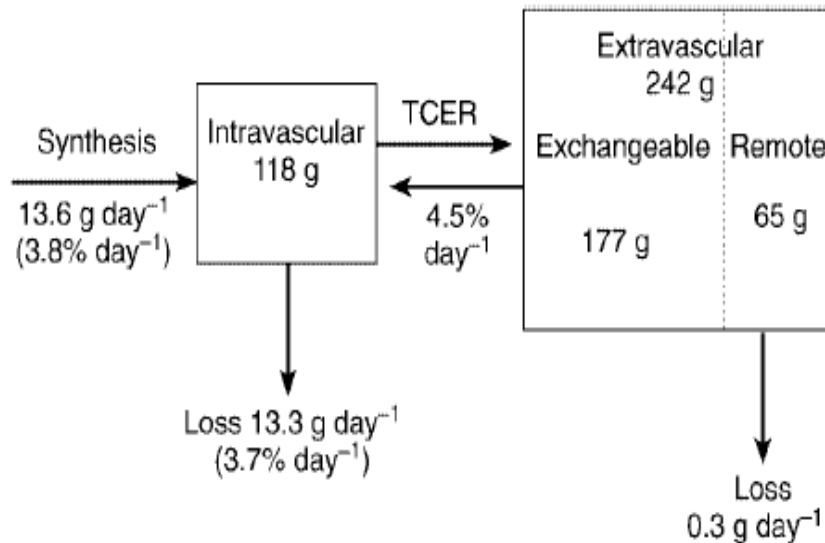 Synthesis
13.6 g day⁻¹
(3.8% day⁻¹)
Intravascular
118 g
TCER
4.5%
day⁻¹
Extravascular
242 g
Exchangeable
177 g
Remote
65 g
Loss 13.3 g day⁻¹
(3.7% day⁻¹)
Loss
0.3 g day⁻¹